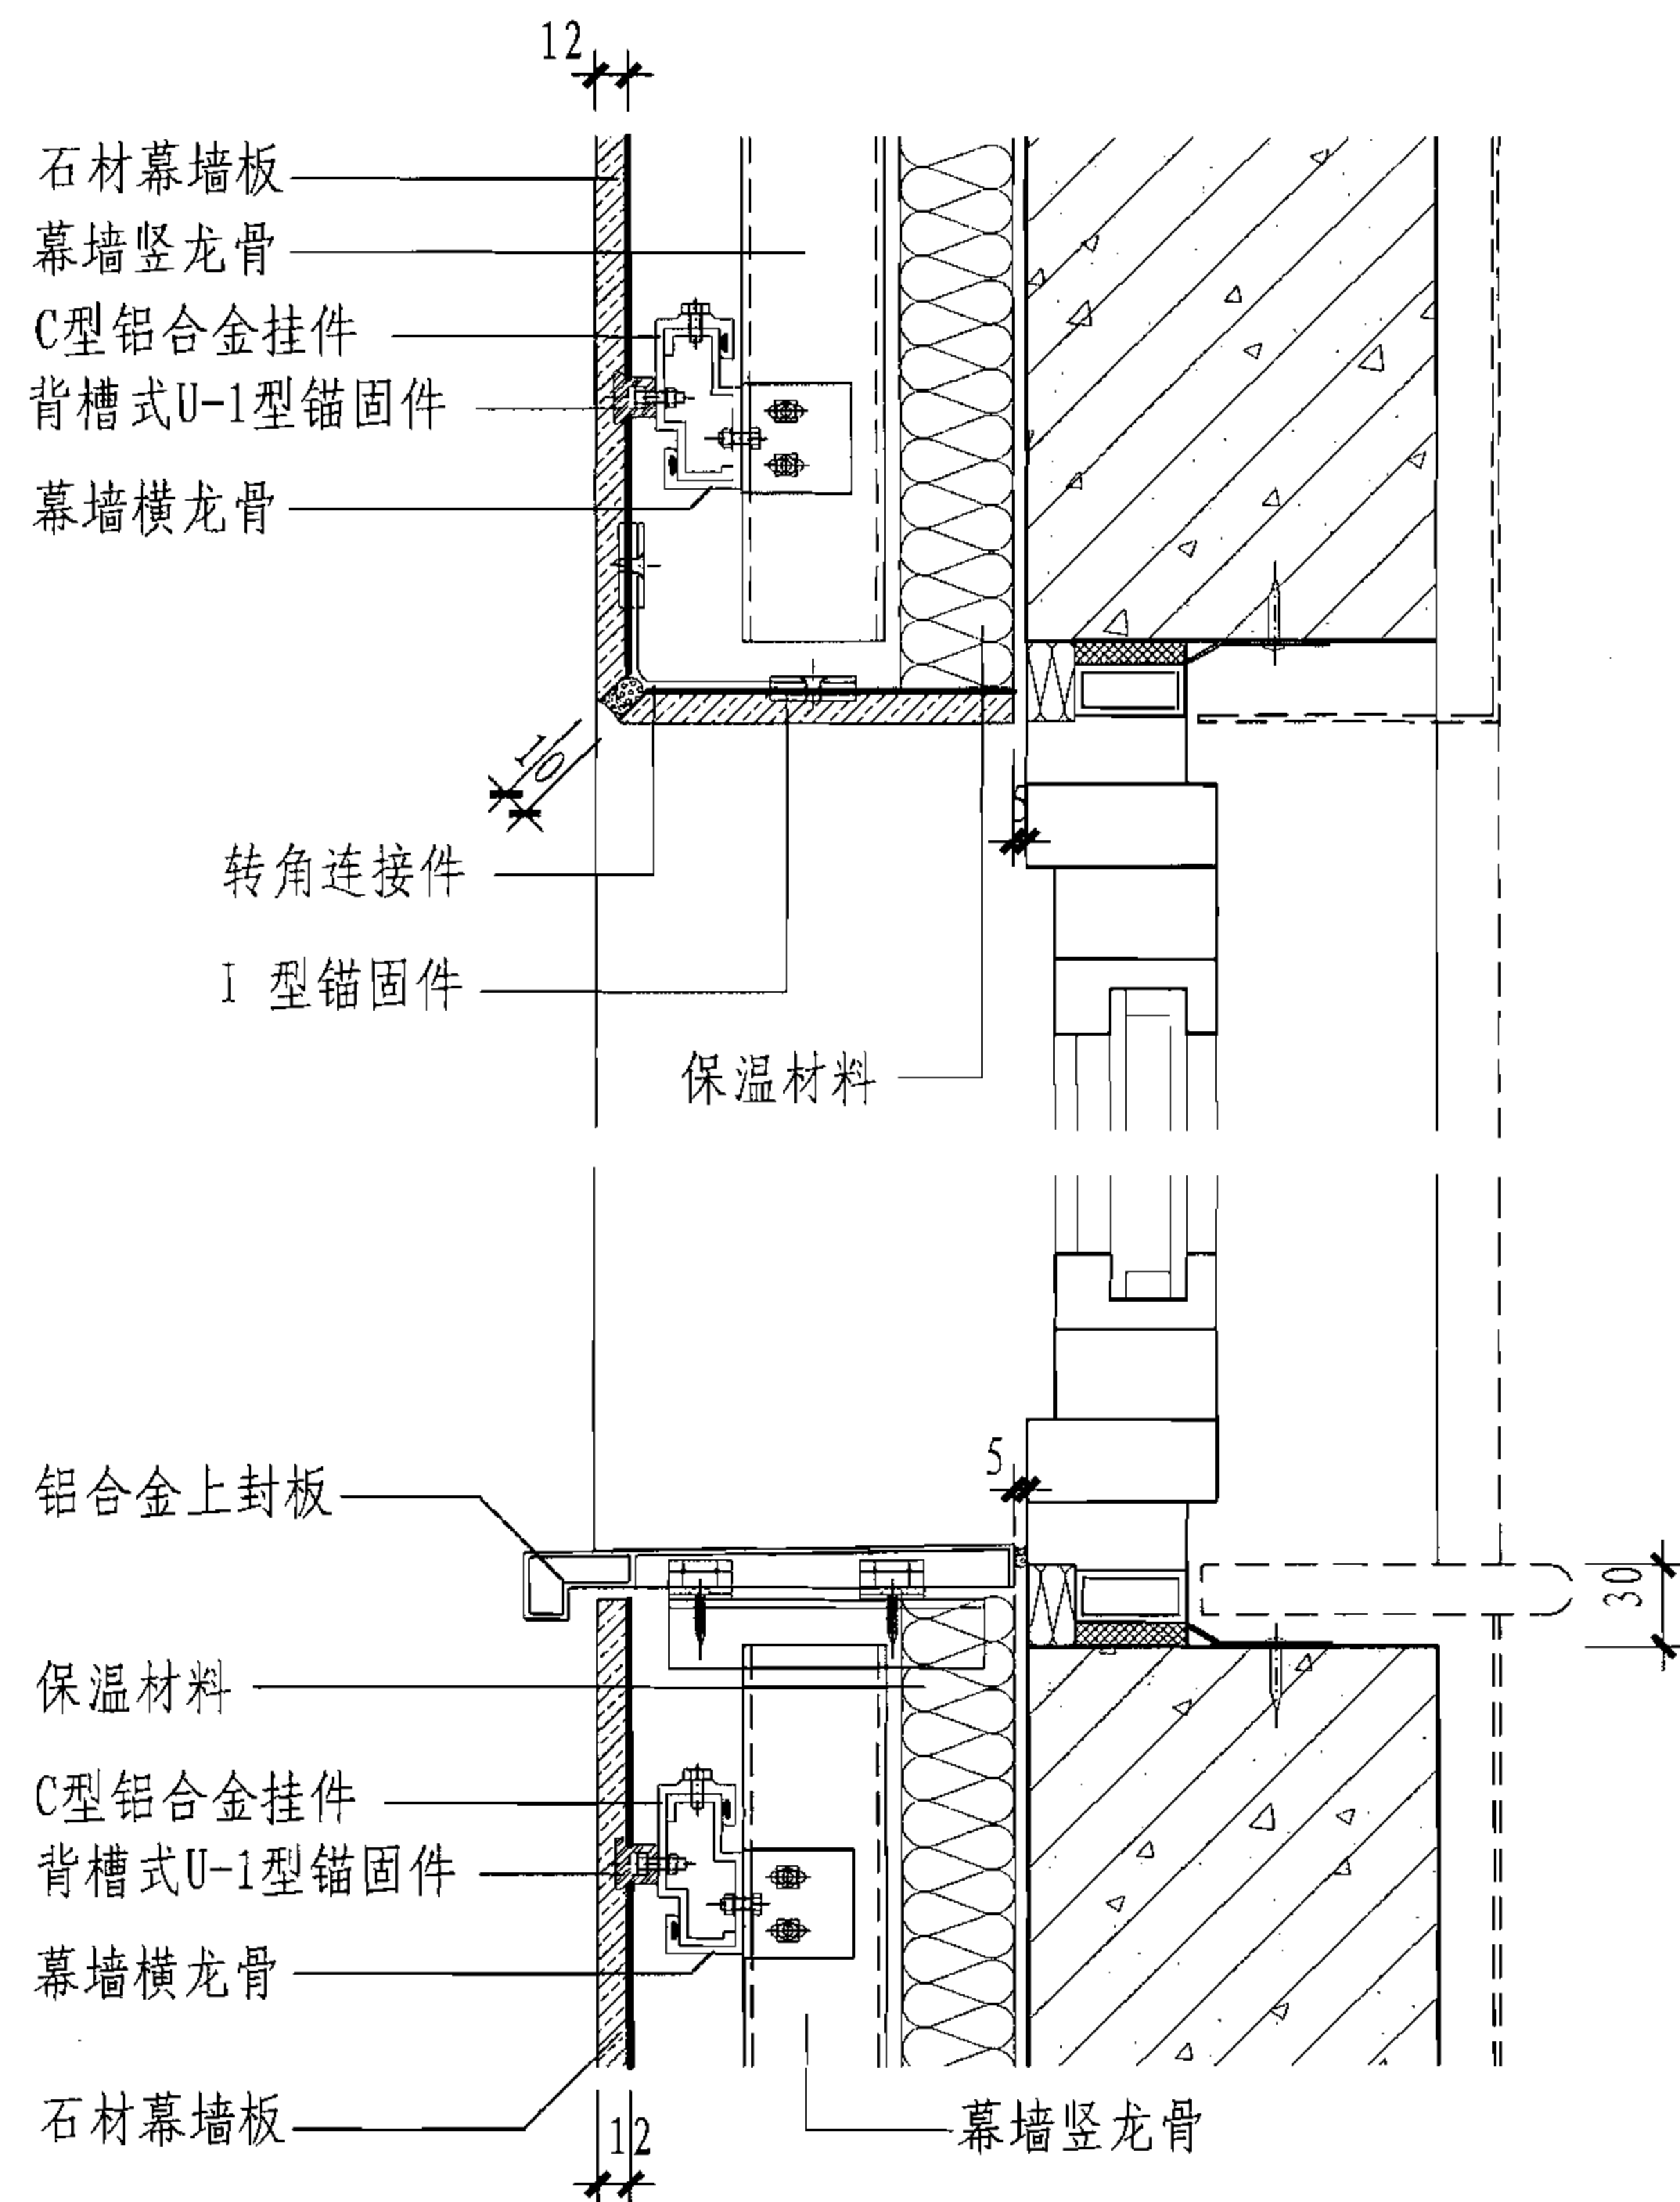 12
石材幕墙板
幕墙竖龙骨
C型铝合金挂件
背槽式U-1型锚固件
幕墙横龙骨
10
转角连接件
I 型锚固件
保温材料
5
铝合金上封板
30
保温材料
C型铝合金挂件
背槽式U-1型锚固件
幕墙横龙骨
石材幕墙板
12
幕墙竖龙骨